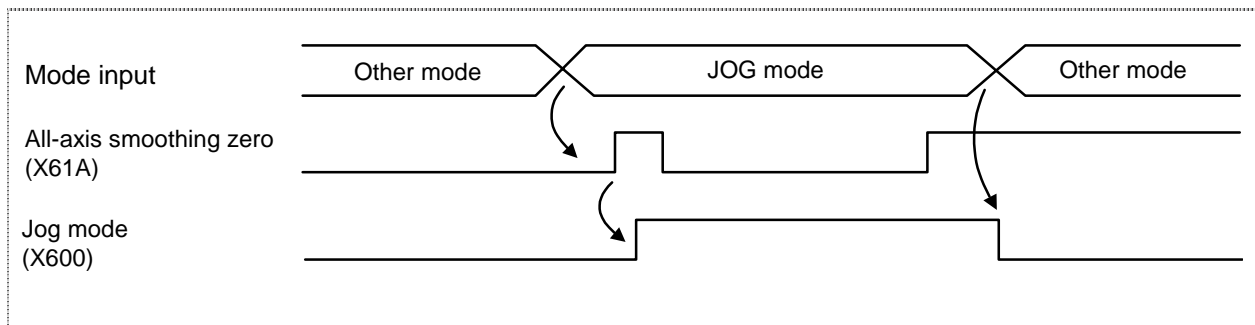 Mode input
Other mode
JOG mode
Other mode
All-axis smoothing zero
(X61A)
Jog mode
(X600)